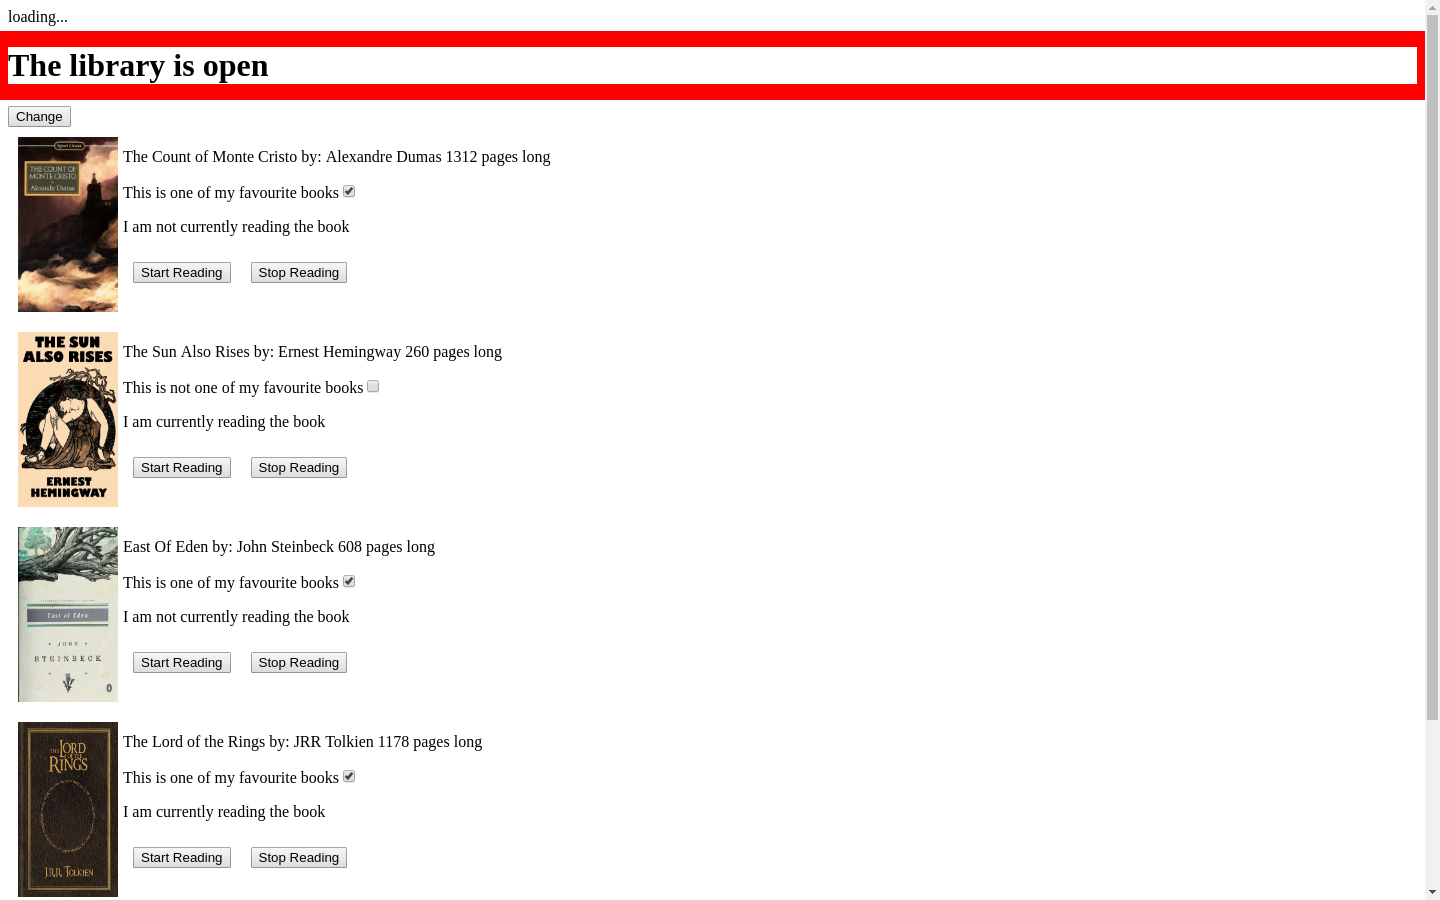 loading...
The library is open
Change
Signet Classic
THE COUNT OF
MONTE CRISTO
Alexandre Dumas
The Count of Monte Cristo by: Alexandre Dumas 1312 pages long
This is one of my favourite books
I am not currently reading the book
Start Reading Stop Reading
THE SUN
ALSO RISES
ERNEST
HEMINGWAY
The Sun Also Rises by: Ernest Hemingway 260 pages long
This is not one of my favourite books
I am currently reading the book
Start Reading Stop Reading
East of Eden
JOHN
STEINBECK
East Of Eden by: John Steinbeck 608 pages long
This is one of my favourite books
I am not currently reading the book
Start Reading Stop Reading
THE LORD
OF THE
RINGS
J.R.R. TOLKIEN
The Lord of the Rings by: JRR Tolkien 1178 pages long
This is one of my favourite books
I am currently reading the book
Start Reading Stop Reading